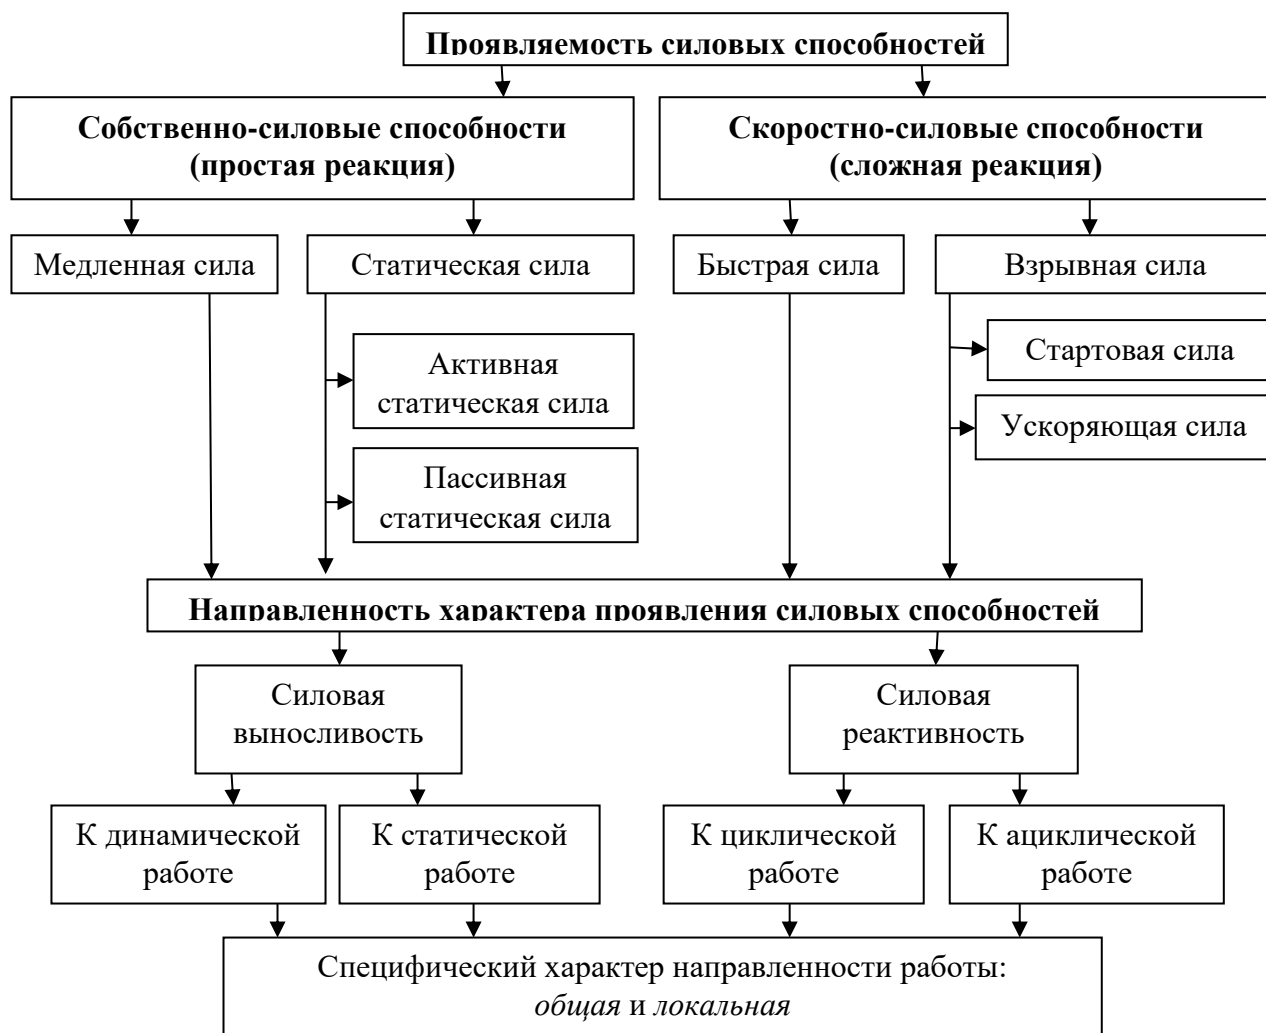 Проявляемость силовых способностей
Собственно-силовые способности
(простая реакция)
Скоростно-силовые способности
(сложная реакция)
Медленная сила
Статическая сила
Быстрая сила
Взрывная сила
Стартовая сила
Активная
статическая сила
Ускоряющая сила
Пассивная
статическая сила
Направленность характера проявления силовых способностей
Силовая
выносливость
Силовая
реактивность
К динамической
работе
К статической
работе
К циклической
работе
К ациклической
работе
Специфический характер направленности работы:
общая и локальная